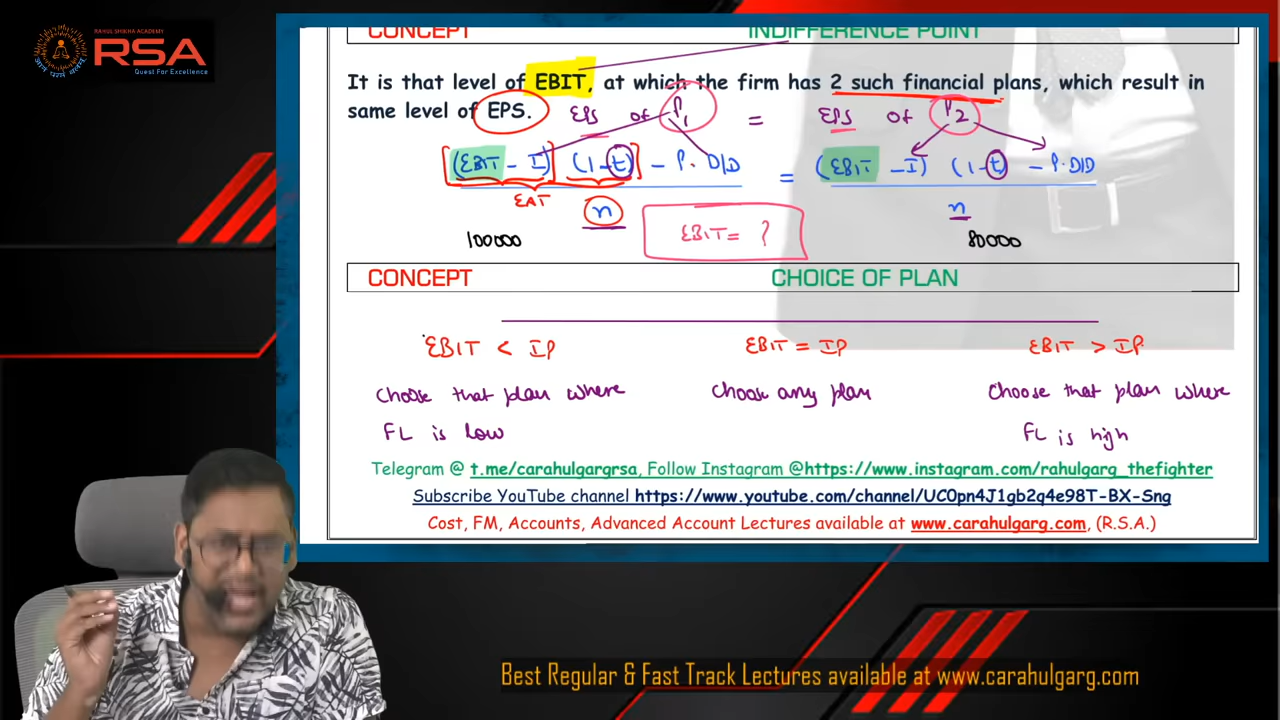 RAHUL SHIKHA ACADEMY
RSA
Quest For Excellence
CONCEPT INDIFFERENCE POINT
It is that level of EBIT, at which the firm has 2 such financial plans, which result in
same level of EPS. EPS of P1 = EPS of P2
(EBIT - I) (1-t) - P.D/D = (EBIT - I) (1-t) - P.D/D
EAT
n n
EBIT = ?
100000 80000
CONCEPT CHOICE OF PLAN
EBIT < IP EBIT = IP EBIT > IP
Choose that plan where Choose any plan Choose that plan where
FL is low FL is high
Telegram @ t.me/carahulgargrsa, Follow Instagram @https://www.instagram.com/rahulgarg_thefighter
Subscribe YouTube channel https://www.youtube.com/channel/UC0pn4J1gb2q4e98T-BX-Sng
Cost, FM, Accounts, Advanced Account Lectures available at www.carahulgarg.com, (R.S.A.)
Best Regular & Fast Track Lectures available at www.carahulgarg.com